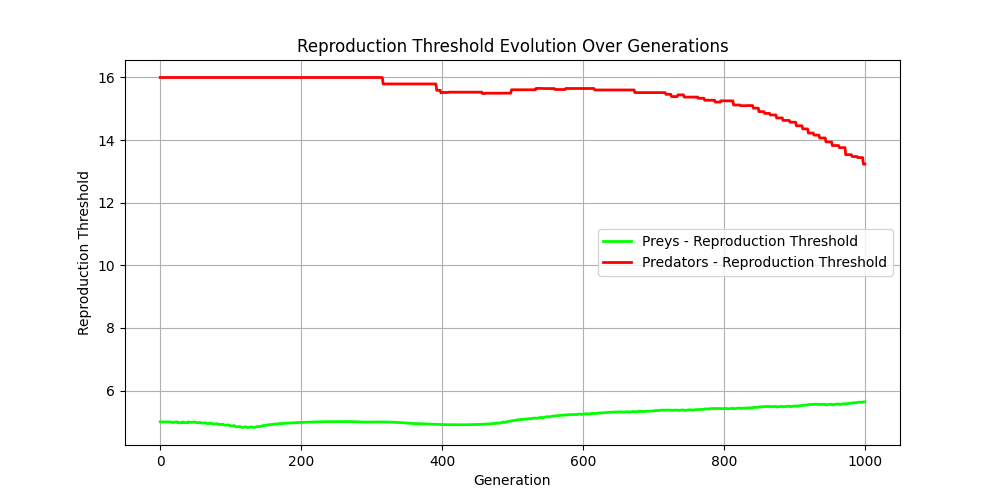 Reproduction Threshold Evolution Over Generations
Reproduction Threshold
16
14
12
10
8
6
Preys - Reproduction Threshold
Predators - Reproduction Threshold
0 200 400 600 800 1000
Generation